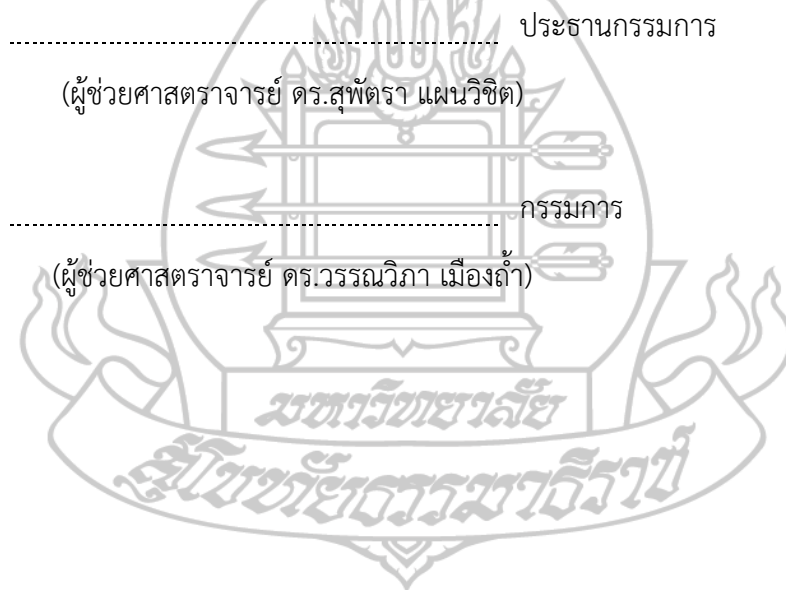 ประธานกรรมการ
(ผู้ช่วยศาสตราจารย์ ดร.สุพัตรา แผนวิชิต)
กรรมการ
(ผู้ช่วยศาสตราจารย์ ดร.วรรณวิภา เมืองถ้ำ)
มหาวิทยาลัย
สุโขทัยธรรมาธิราช